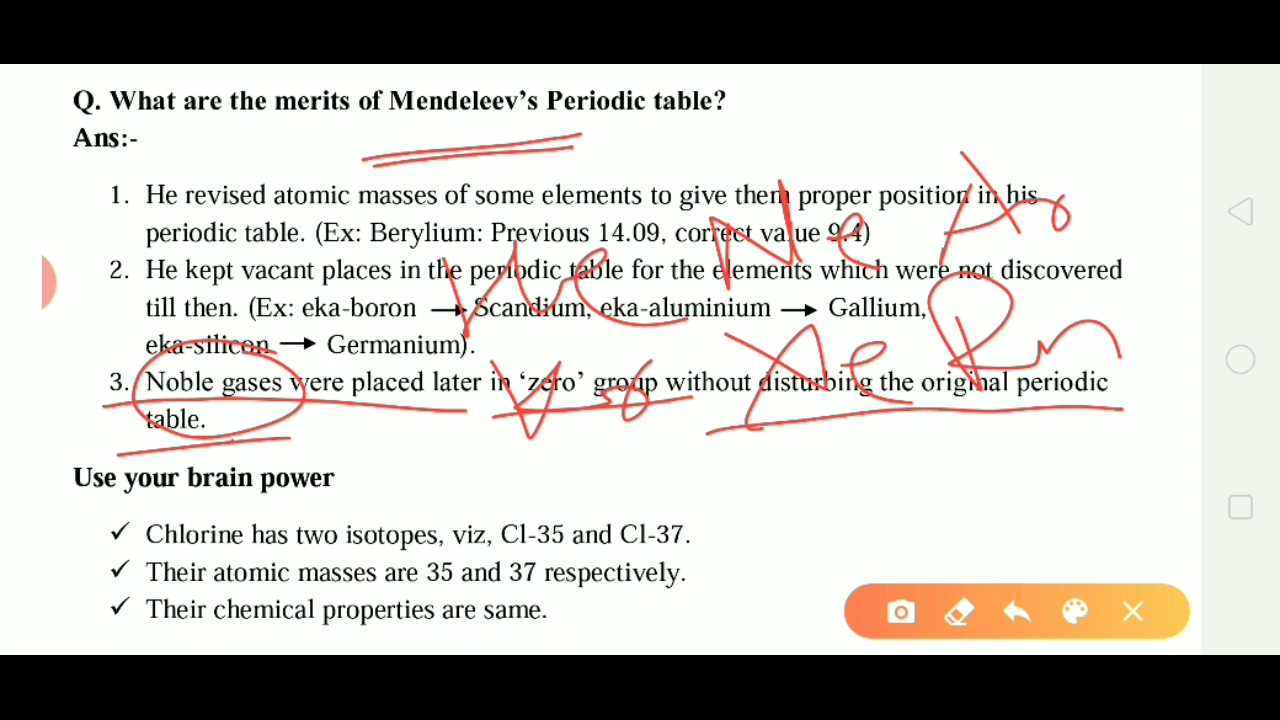 Q. What are the merits of Mendeleev's Periodic table?
Ans:-
1. He revised atomic masses of some elements to give them proper position in his
periodic table. (Ex: Berylium: Previous 14.09, correct value 9.4)
2. He kept vacant places in the periodic table for the elements which were not discovered
till then. (Ex: eka-boron → Scandium, eka-aluminium → Gallium,
eka-silicon → Germanium).
3. Noble gases were placed later in 'zero' group without disturbing the original periodic
table.
He Ne Ar
Xe Rn
Use your brain power
✓ Chlorine has two isotopes, viz, Cl-35 and Cl-37.
✓ Their atomic masses are 35 and 37 respectively.
✓ Their chemical properties are same.